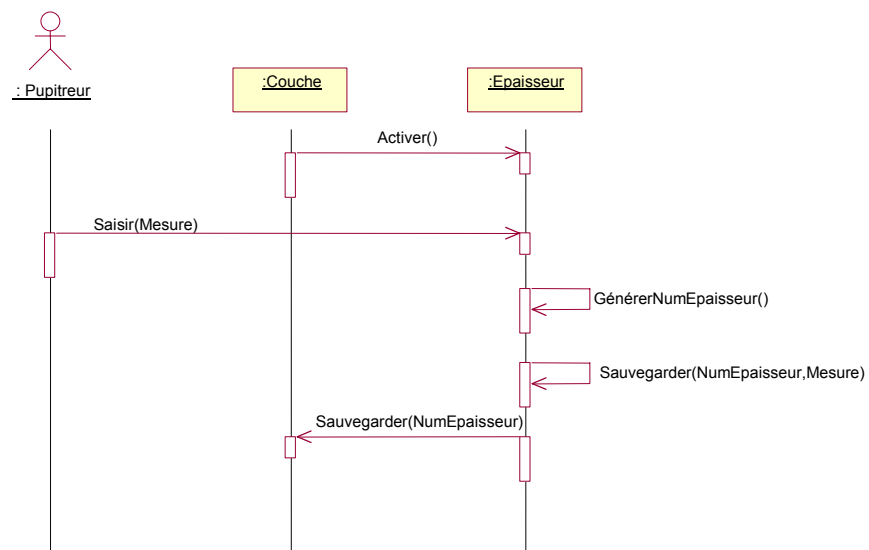 : Pupitreur
:Couche
:Epaisseur
Activer()
Saisir(Mesure)
GénérerNumEpaisseur()
Sauvegarder(NumEpaisseur,Mesure)
Sauvegarder(NumEpaisseur)